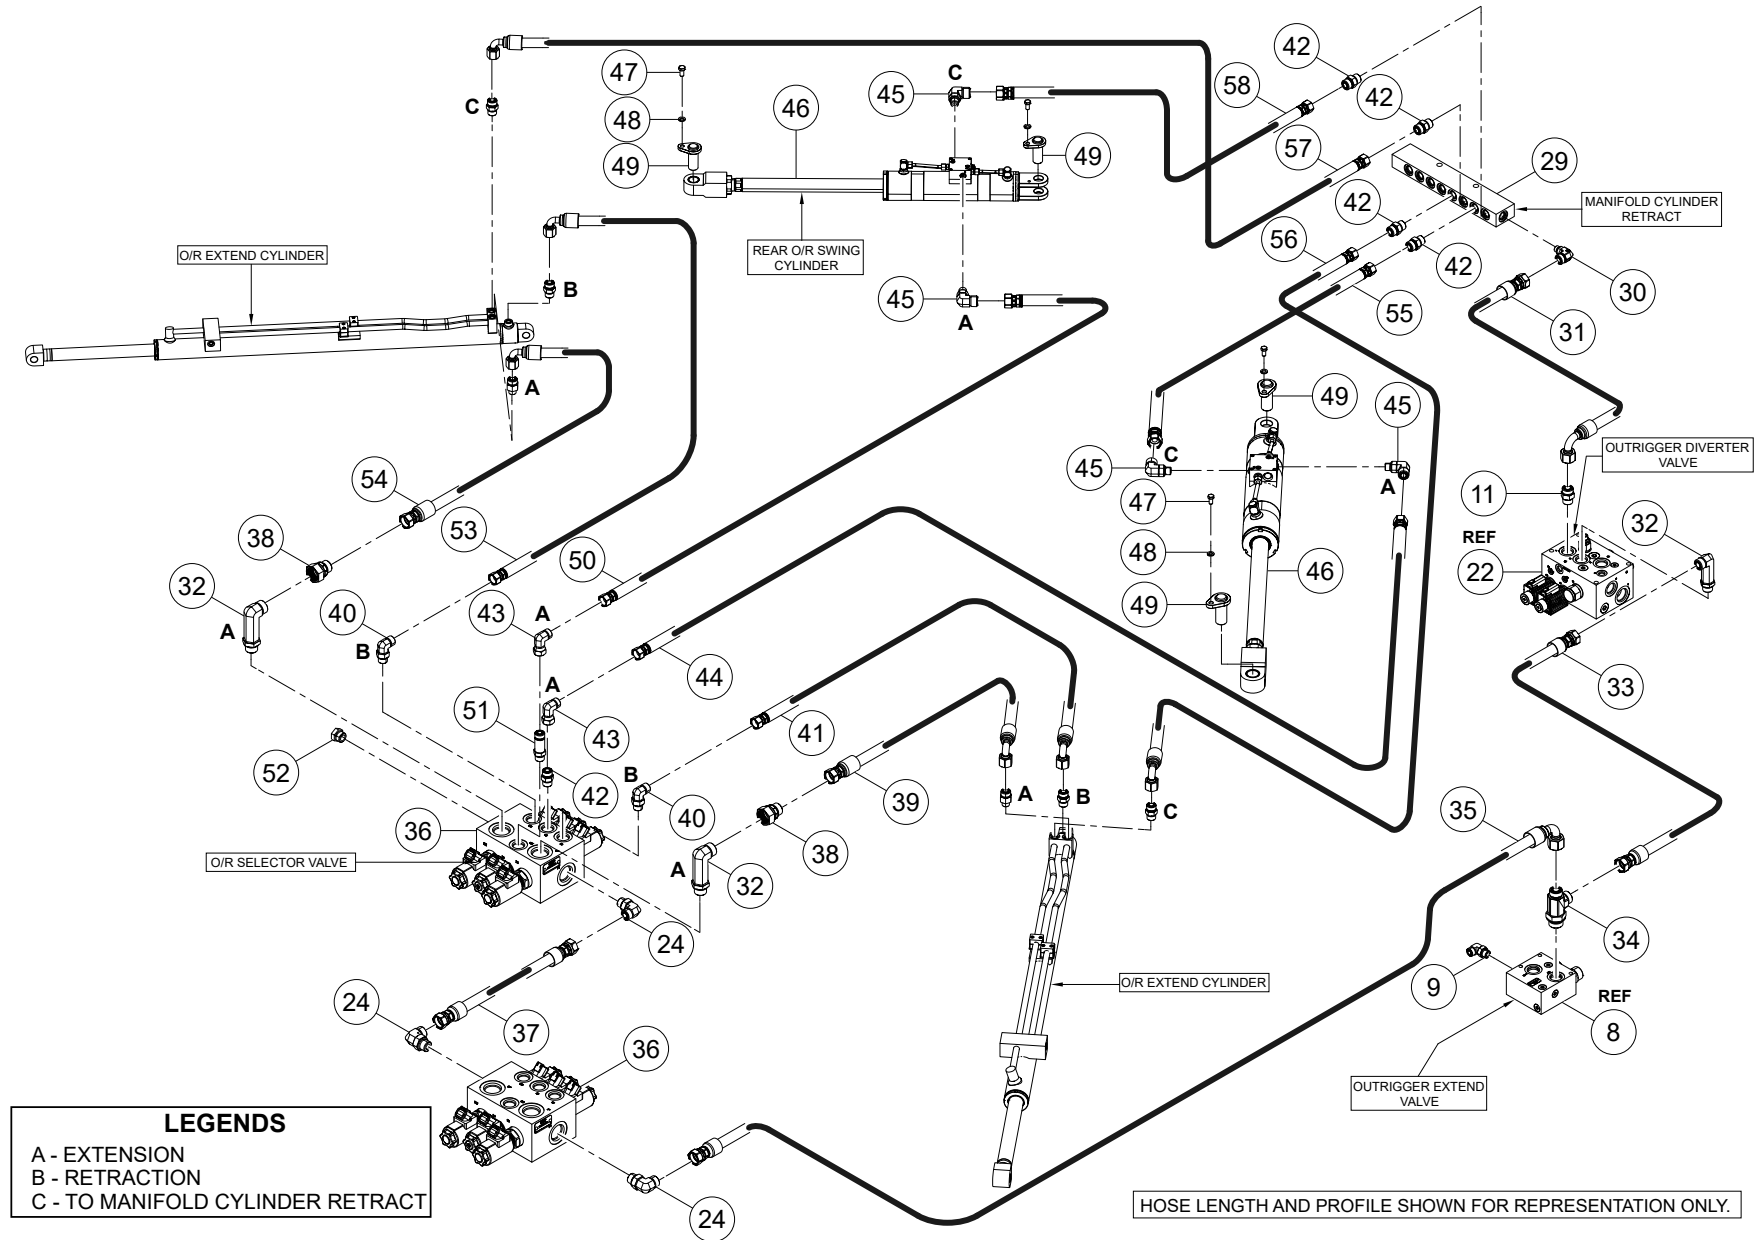 47
48
49
46
C
45
C
49
58
42
42
57
29
MANIFOLD CYLINDER
RETRACT
42
56
42
55
30
31
O/R EXTEND CYLINDER
B
REAR O/R SWING
CYLINDER
45
A
A
49
45
45
C
A
OUTRIGGER DIVERTER
VALVE
11
32
REF
22
54
38
53
32
50
40
A
B
43
A
44
A
43
51
52
42
47
48
49
46
33
41
39
B
40
A
B
C
36
O/R SELECTOR VALVE
38
A
32
24
35
34
9
REF
8
O/R EXTEND CYLINDER
24
37
36
OUTRIGGER EXTEND
VALVE
24
LEGENDS
A - EXTENSION
B - RETRACTION
C - TO MANIFOLD CYLINDER RETRACT
HOSE LENGTH AND PROFILE SHOWN FOR REPRESENTATION ONLY.